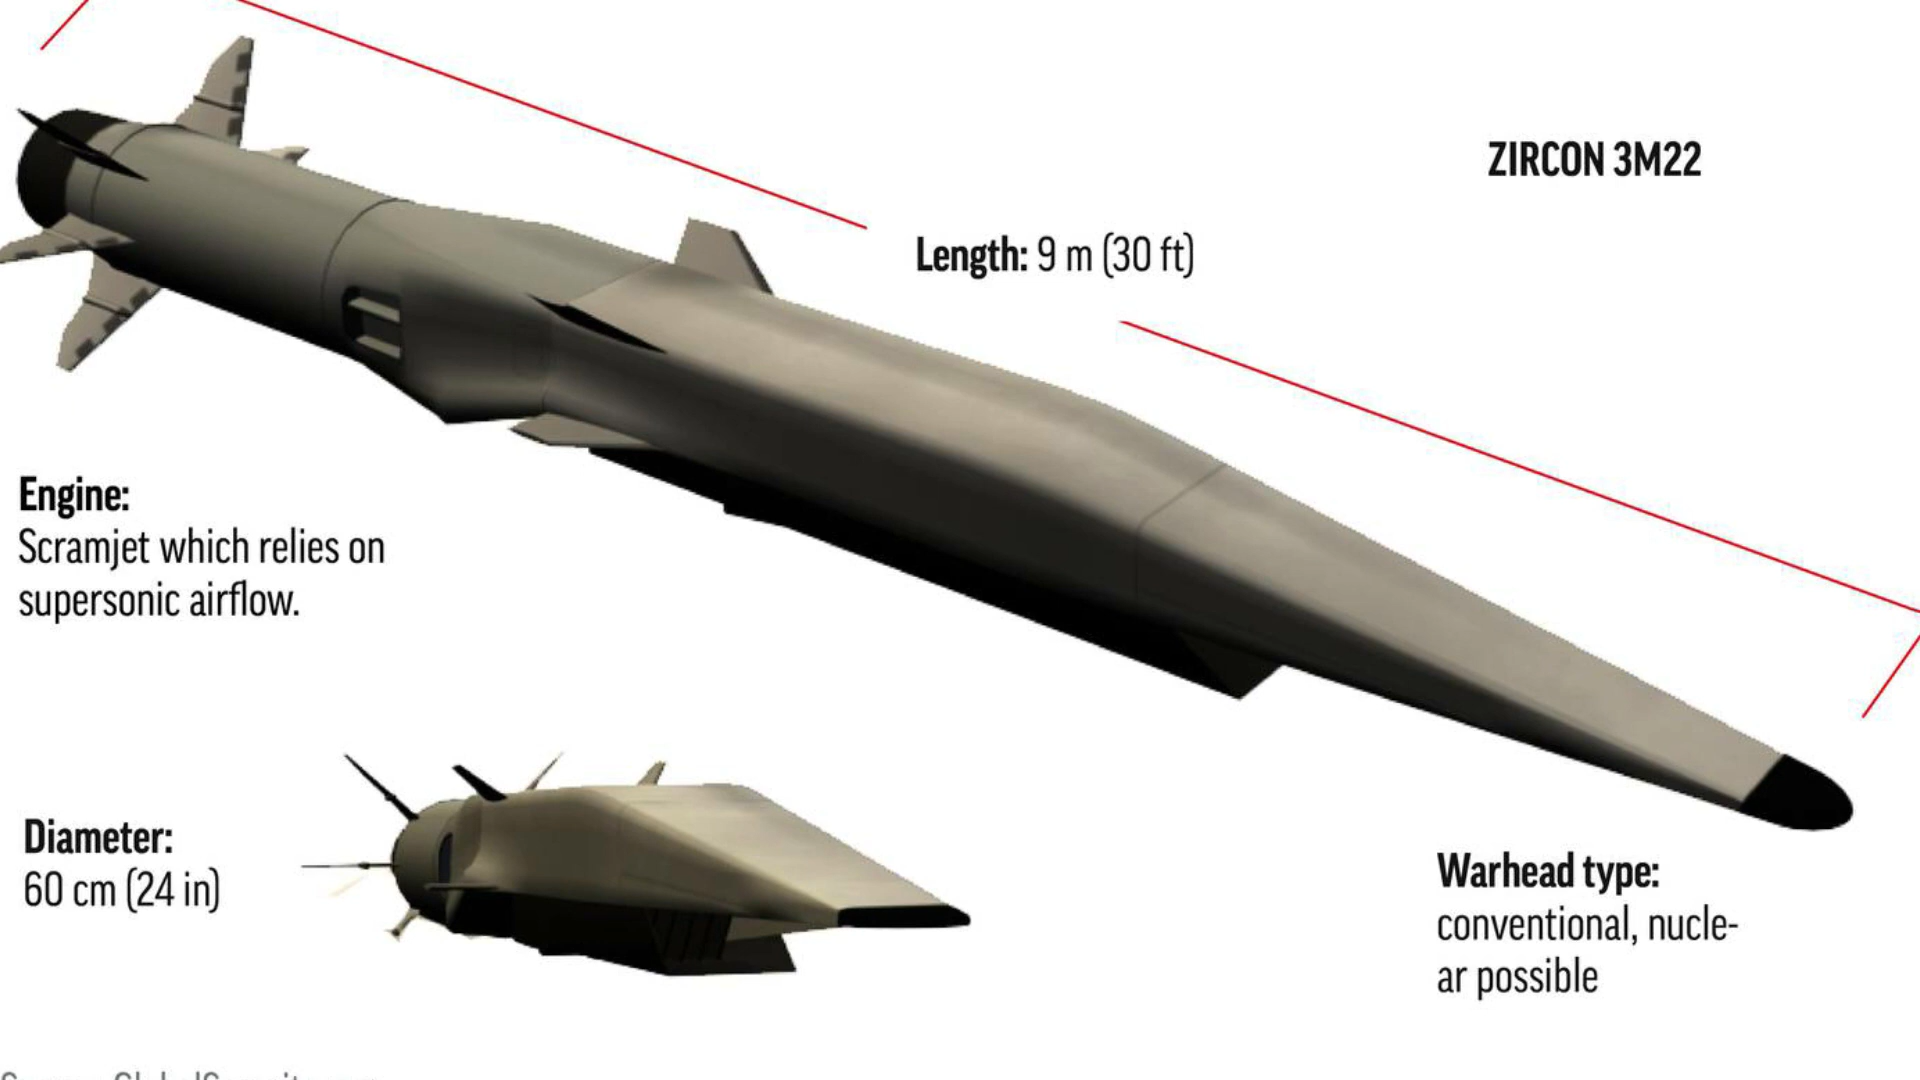 ZIRCON 3M22
Length: 9 m (30 ft)
Engine:
Scramjet which relies on
supersonic airflow.
Diameter:
60 cm (24 in)
Warhead type:
conventional, nucle-
ar possible